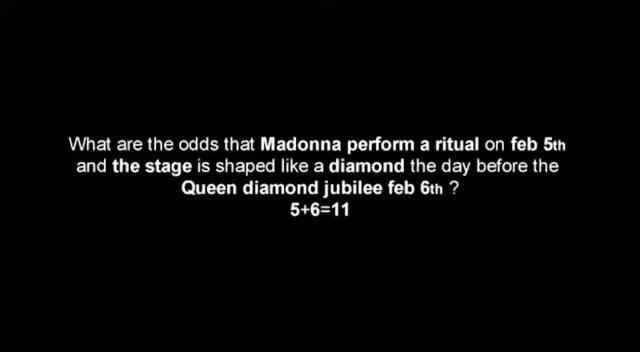 What are the odds that Madonna perform a ritual on feb 5th
and the stage is shaped like a diamond the day before the
Queen diamond jubilee feb 6th ?
5+6=11